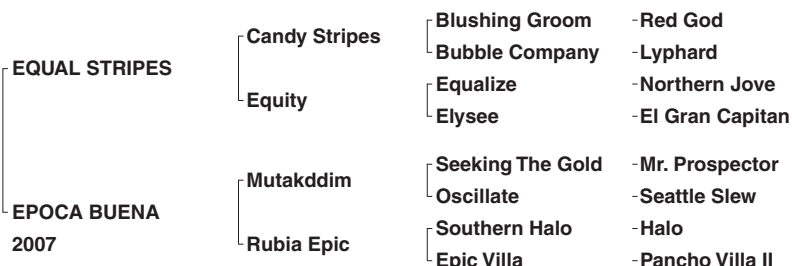 Blushing Groom -Red God
Candy Stripes
Bubble Company -Lyphard
EQUAL STRIPES
Equalize -Northern Jove
Equity
Elysee -El Gran Capitan
Seeking The Gold -Mr. Prospector
Mutakddim
Oscillate -Seattle Slew
EPOCA BUENA
Southern Halo -Halo
2007 Rubia Epic
Epic Villa -Pancho Villa II